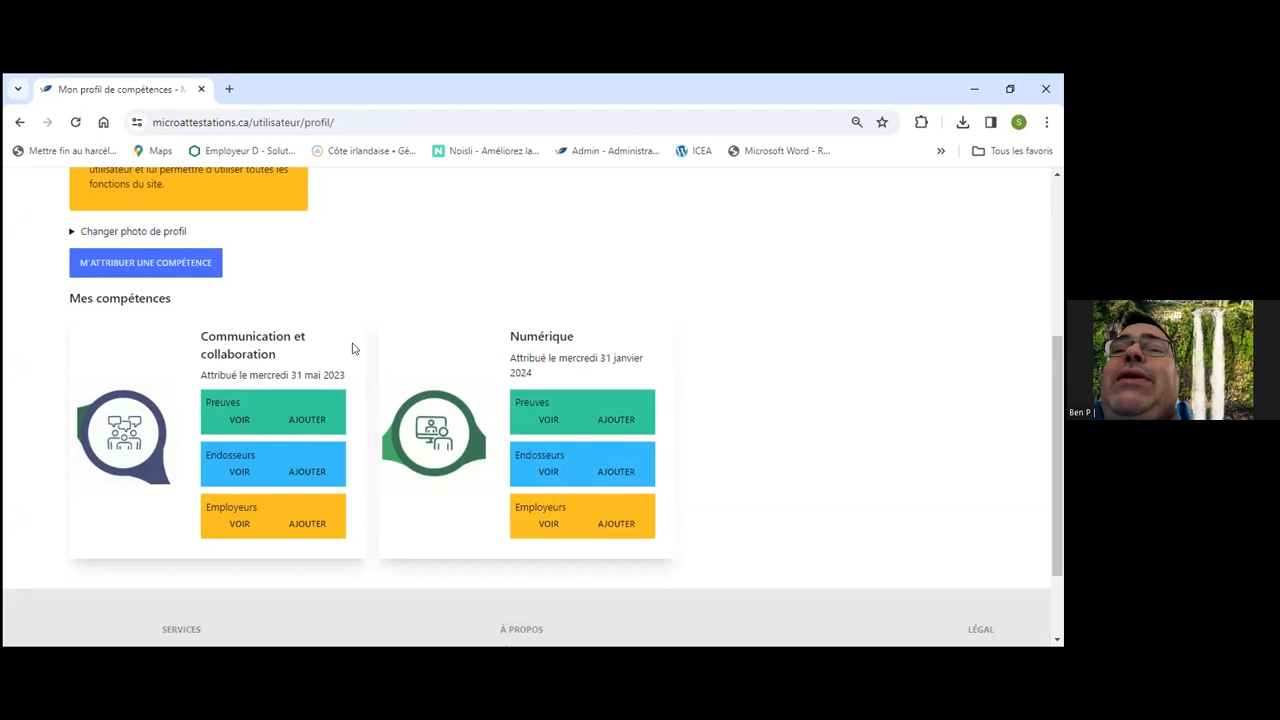 Mon profil de compétences - M
microattestations.ca/utilisateur/profil/
S
Mettre fin au harcèl...
Maps
Employeur D - Solut...
Côte irlandaise • Gé...
Noisli - Améliorez la...
Admin - Administra...
ICEA
Microsoft Word - R...
»
Tous les favoris
utilisateur et lui permettre d'utiliser toutes les
fonctions du site.
Changer photo de profil
M'ATTRIBUER UNE COMPÉTENCE
Mes compétences
Communication et
collaboration
Attribué le mercredi 31 mai 2023
Preuves
VOIR AJOUTER
Endosseurs
VOIR AJOUTER
Employeurs
VOIR AJOUTER
Numérique
Attribué le mercredi 31 janvier
2024
Preuves
VOIR AJOUTER
Endosseurs
VOIR AJOUTER
Employeurs
VOIR AJOUTER
SERVICES
À PROPOS
LÉGAL
Ben P |